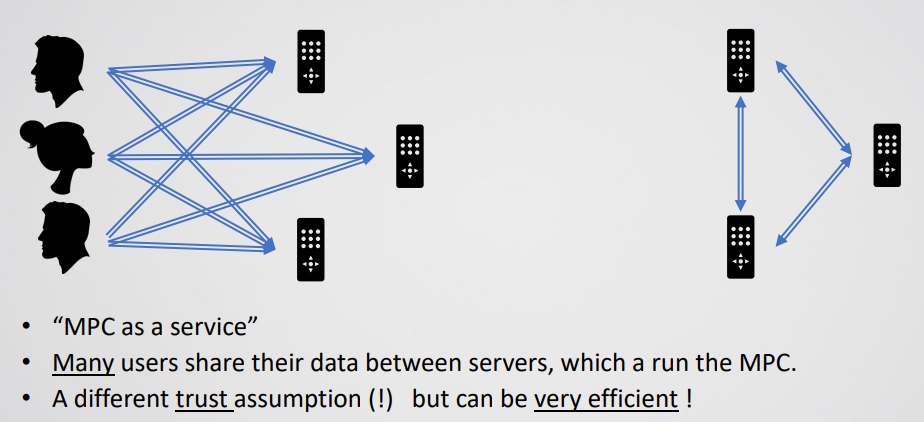 • “MPC as a service”
• Many users share their data between servers, which a run the MPC.
• A different trust assumption (!) but can be very efficient !